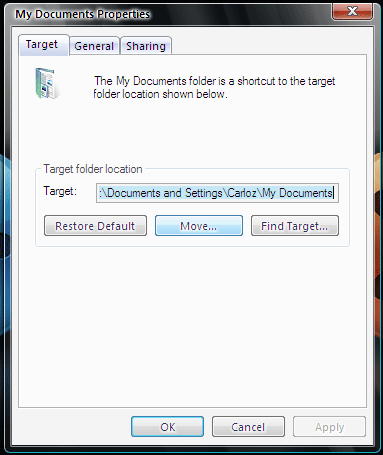 My Documents Properties
Target General Sharing
The My Documents folder is a shortcut to the target
folder location shown below.
Target folder location
Target: :\Documents and Settings\Carloz\My Documents
Restore Default Move... Find Target...
OK Cancel Apply